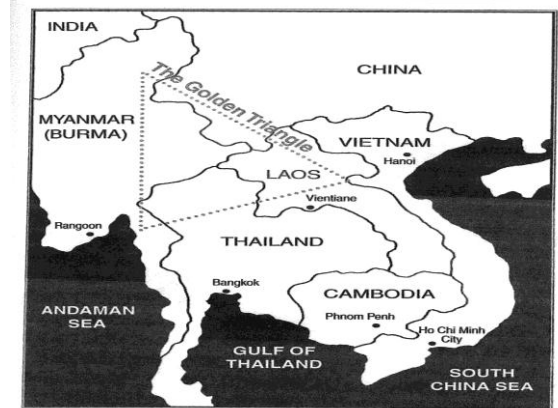 INDIA
CHINA
The Golden Triangle
MYANMAR
(BURMA)
VIETNAM
Hanoi
LAOS
Vientiane
Rangoon
THAILAND
Bangkok
CAMBODIA
Phnom Penh
Ho Chi Minh
City
ANDAMAN
SEA
GULF OF
THAILAND
SOUTH
CHINA SEA